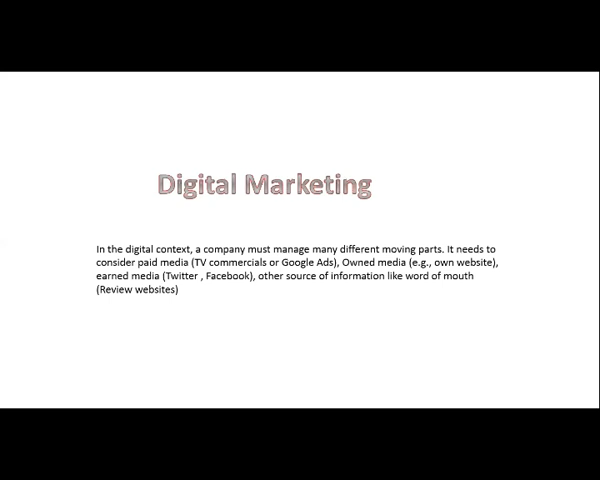 Digital Marketing
In the digital context, a company must manage many different moving parts. It needs to
consider paid media (TV commercials or Google Ads), Owned media (e.g., own website),
earned media (Twitter , Facebook), other source of information like word of mouth
(Review websites)